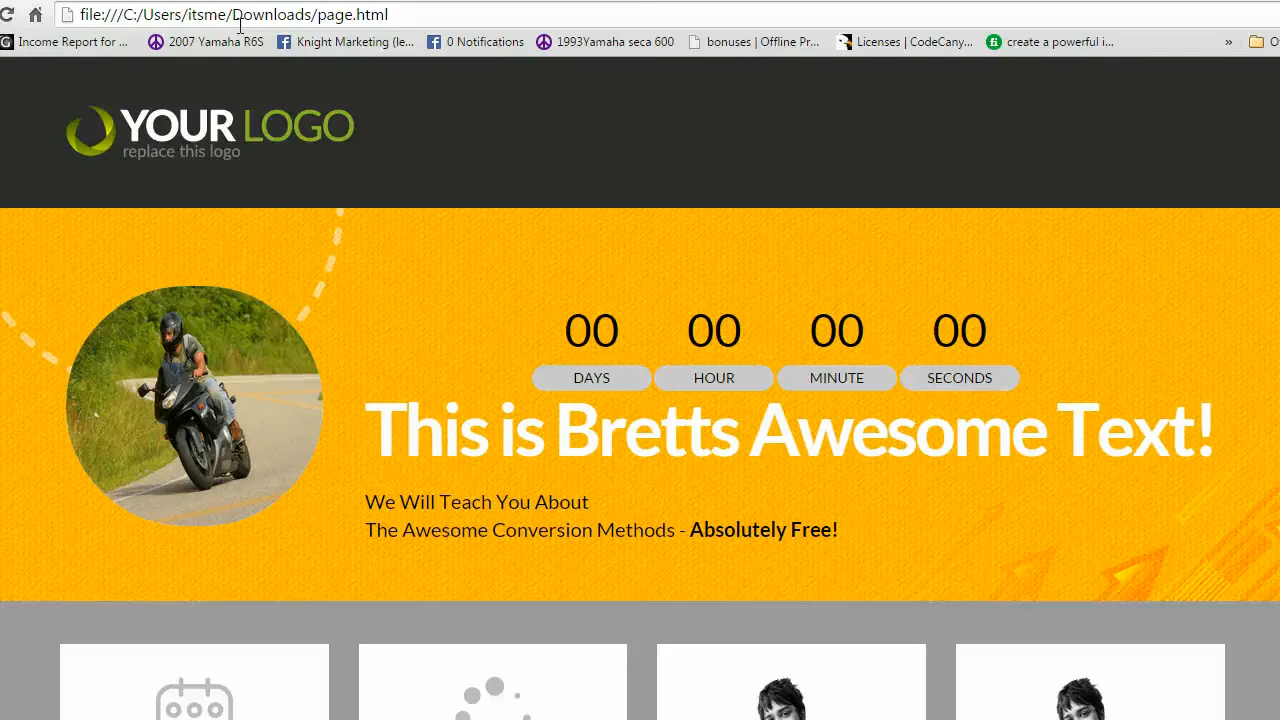 file:///C:/Users/itsme/Downloads/page.html
Income Report for ... 2007 Yamaha R6S Knight Marketing (le... 0 Notifications 1993Yamaha seca 600 bonuses | Offline Pr... Licenses | CodeCany... fi create a powerful i... »
YOUR LOGO
replace this logo
00 00 00 00
DAYS HOUR MINUTE SECONDS
This is Bretts Awesome Text!
We Will Teach You About
The Awesome Conversion Methods - Absolutely Free!